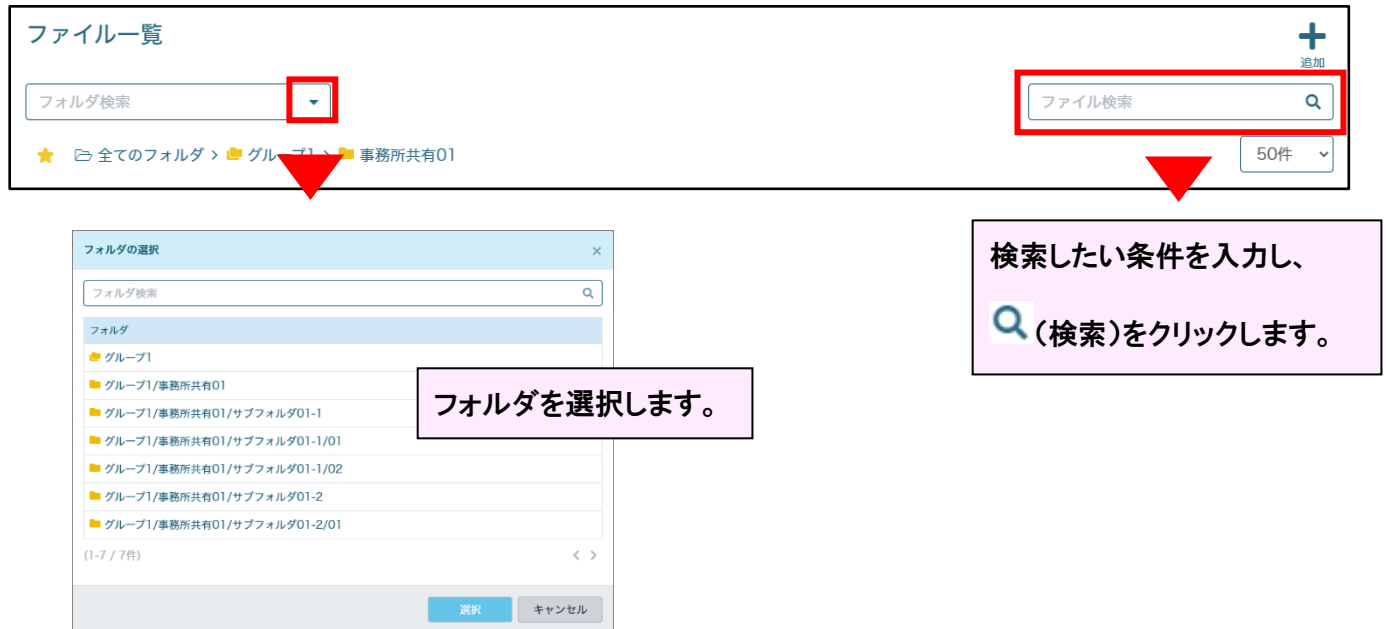 ファイル一覧
追加
フォルダ検索
ファイル検索
全てのフォルダ > グループ1 > 事務所共有01
50件
フォルダの選択
フォルダ検索
フォルダ
グループ1
グループ1/事務所共有01
グループ1/事務所共有01/サブフォルダ01-1
グループ1/事務所共有01/サブフォルダ01-1/01
グループ1/事務所共有01/サブフォルダ01-1/02
グループ1/事務所共有01/サブフォルダ01-2
グループ1/事務所共有01/サブフォルダ01-2/01
(1-7 / 7件)
選択 キャンセル
フォルダを選択します。
検索したい条件を入力し、
(検索)をクリックします。